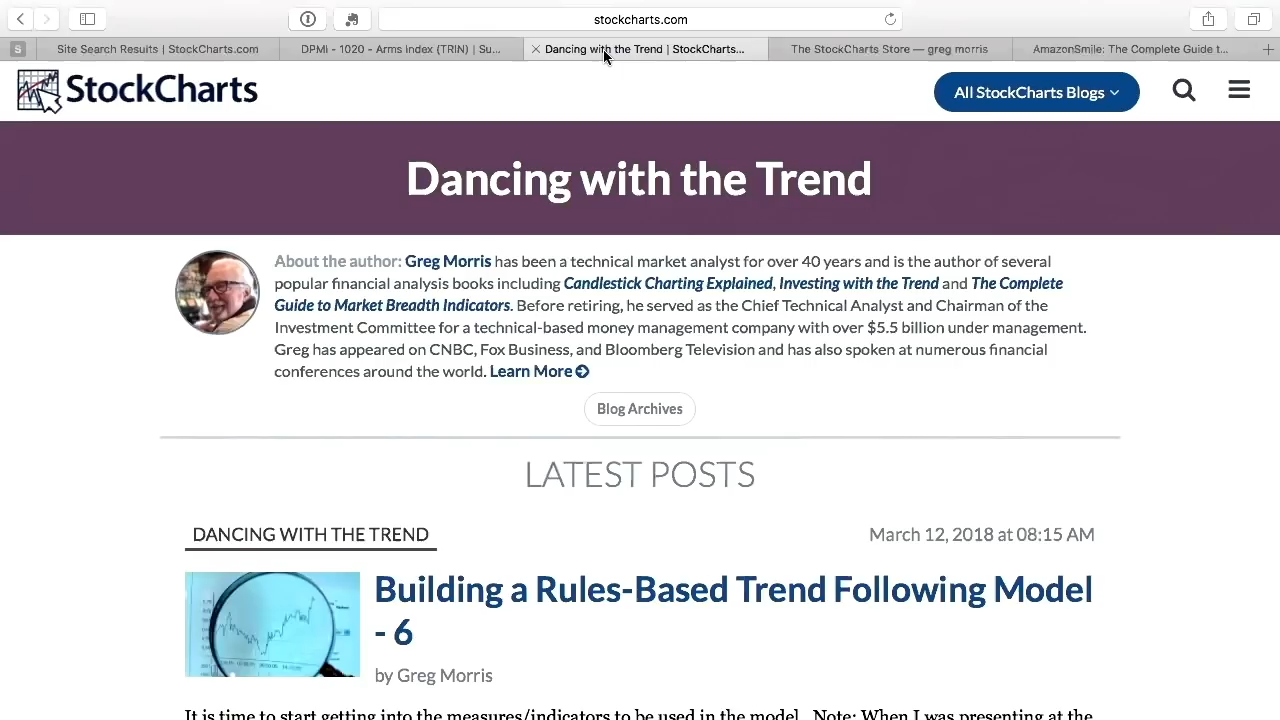 stockcharts.com
S
Site Search Results | StockCharts.com
DPMI - 1020 - Arms index (TRIN) | Su...
Dancing with the Trend | StockCharts...
The StockCharts Store — greg morris
AmazonSmile: The Complete Guide t...
StockCharts
All StockCharts Blogs
Dancing with the Trend
About the author: Greg Morris has been a technical market analyst for over 40 years and is the author of several
popular financial analysis books including Candlestick Charting Explained, Investing with the Trend and The Complete
Guide to Market Breadth Indicators. Before retiring, he served as the Chief Technical Analyst and Chairman of the
Investment Committee for a technical-based money management company with over $5.5 billion under management.
Greg has appeared on CNBC, Fox Business, and Bloomberg Television and has also spoken at numerous financial
conferences around the world. Learn More
Blog Archives
LATEST POSTS
DANCING WITH THE TREND
March 12, 2018 at 08:15 AM
Building a Rules-Based Trend Following Model
- 6
by Greg Morris
It is time to start getting into the measures/indicators to be used in the model. Note: When I was presenting at the